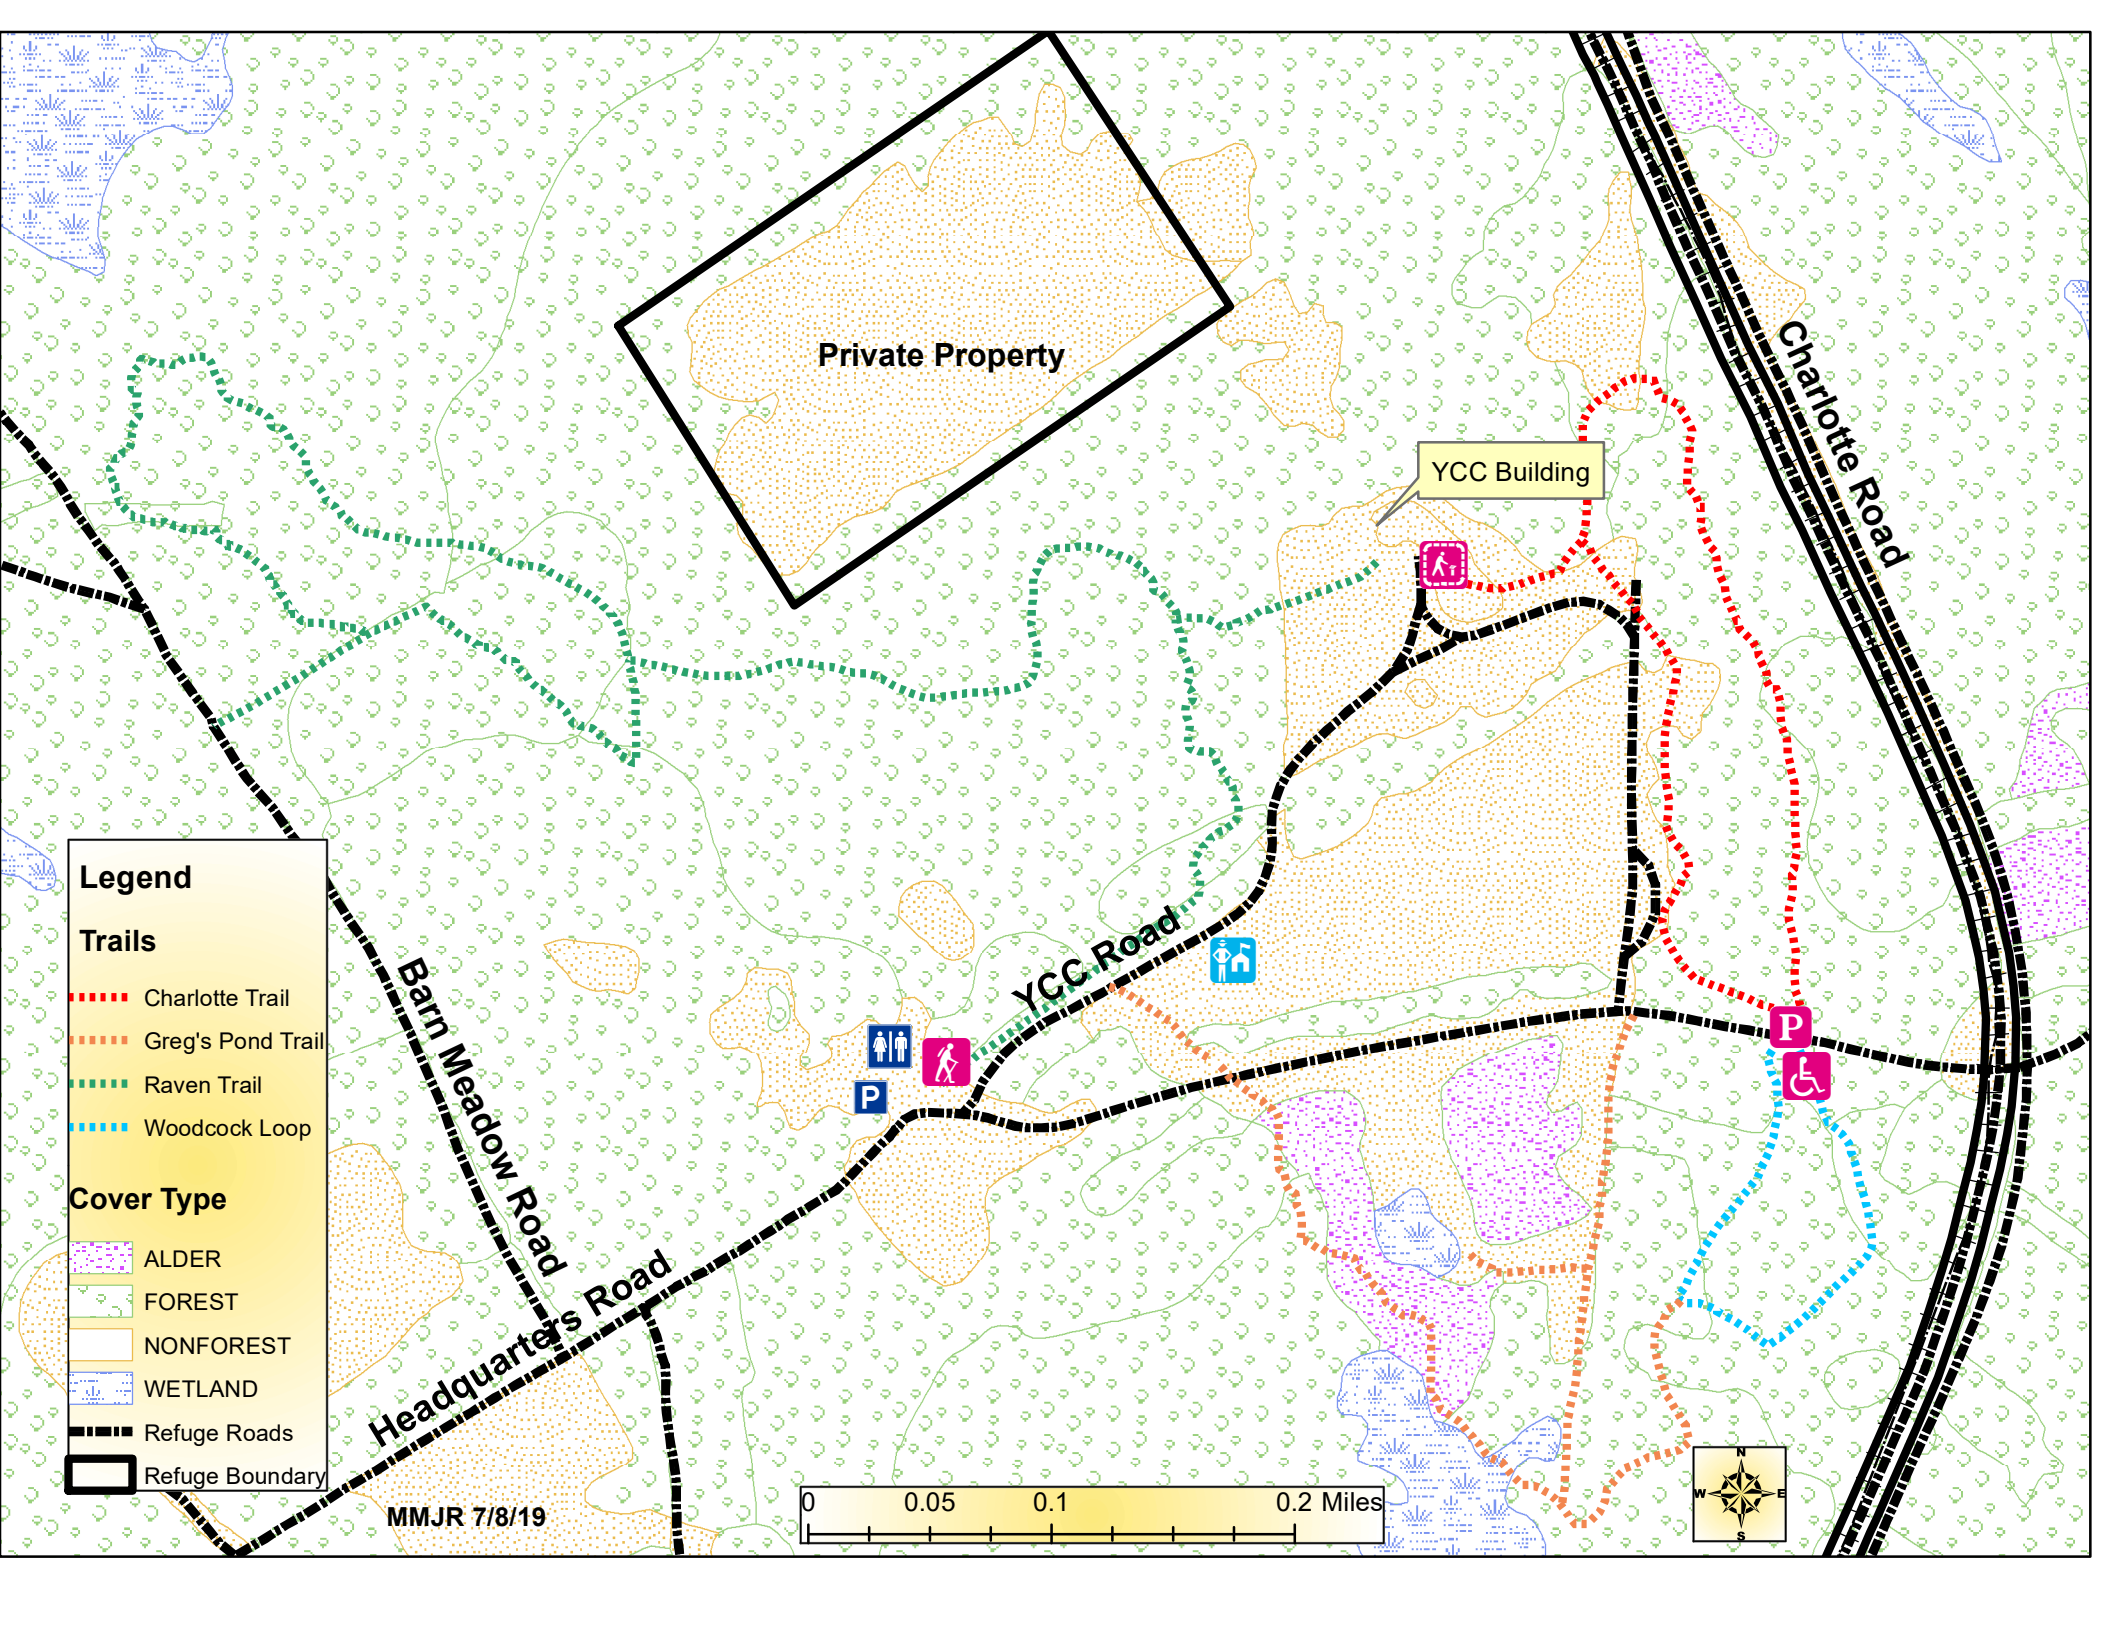 Private Property
Charlotte Road
YCC Building
YCC Road
Barn Meadow Road
Headquarters Road
P
P
Legend
Trails
Charlotte Trail
Greg's Pond Trail
Raven Trail
Woodcock Loop
Cover Type
ALDER
FOREST
NONFOREST
WETLAND
Refuge Roads
Refuge Boundary
MMJR 7/8/19
0 0.05 0.1 0.2 Miles
N
W E
S